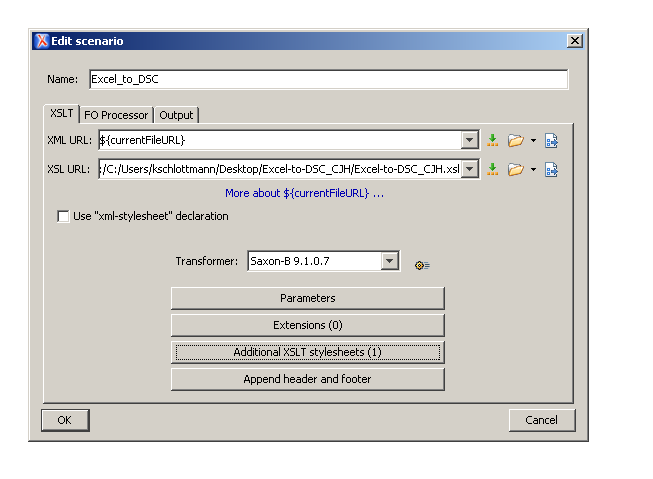 Edit scenario
Name: Excel_to_DSC
XSLT FO Processor Output
XML URL: ${currentFileURL}
XSL URL: :/C:/Users/kschlottmann/Desktop/Excel-to-DSC_CJH/Excel-to-DSC_CJH.xsl
More about ${currentFileURL} ...
Use "xml-stylesheet" declaration
Transformer: Saxon-B 9.1.0.7
Parameters
Extensions (0)
Additional XSLT stylesheets (1)
Append header and footer
OK Cancel